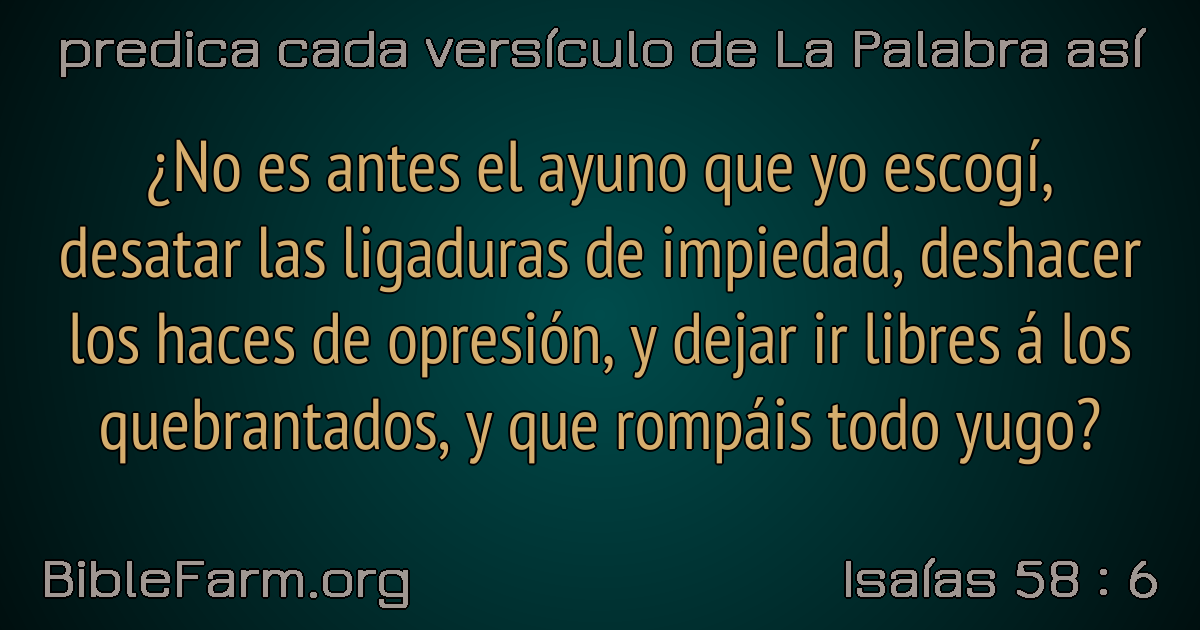 predica cada versículo de La Palabra así
¿No es antes el ayuno que yo escogí,
desatar las ligaduras de impiedad, deshacer
los haces de opresión, y dejar ir libres á los
quebrantados, y que rompáis todo yugo?
BibleFarm.org
Isaías 58 : 6